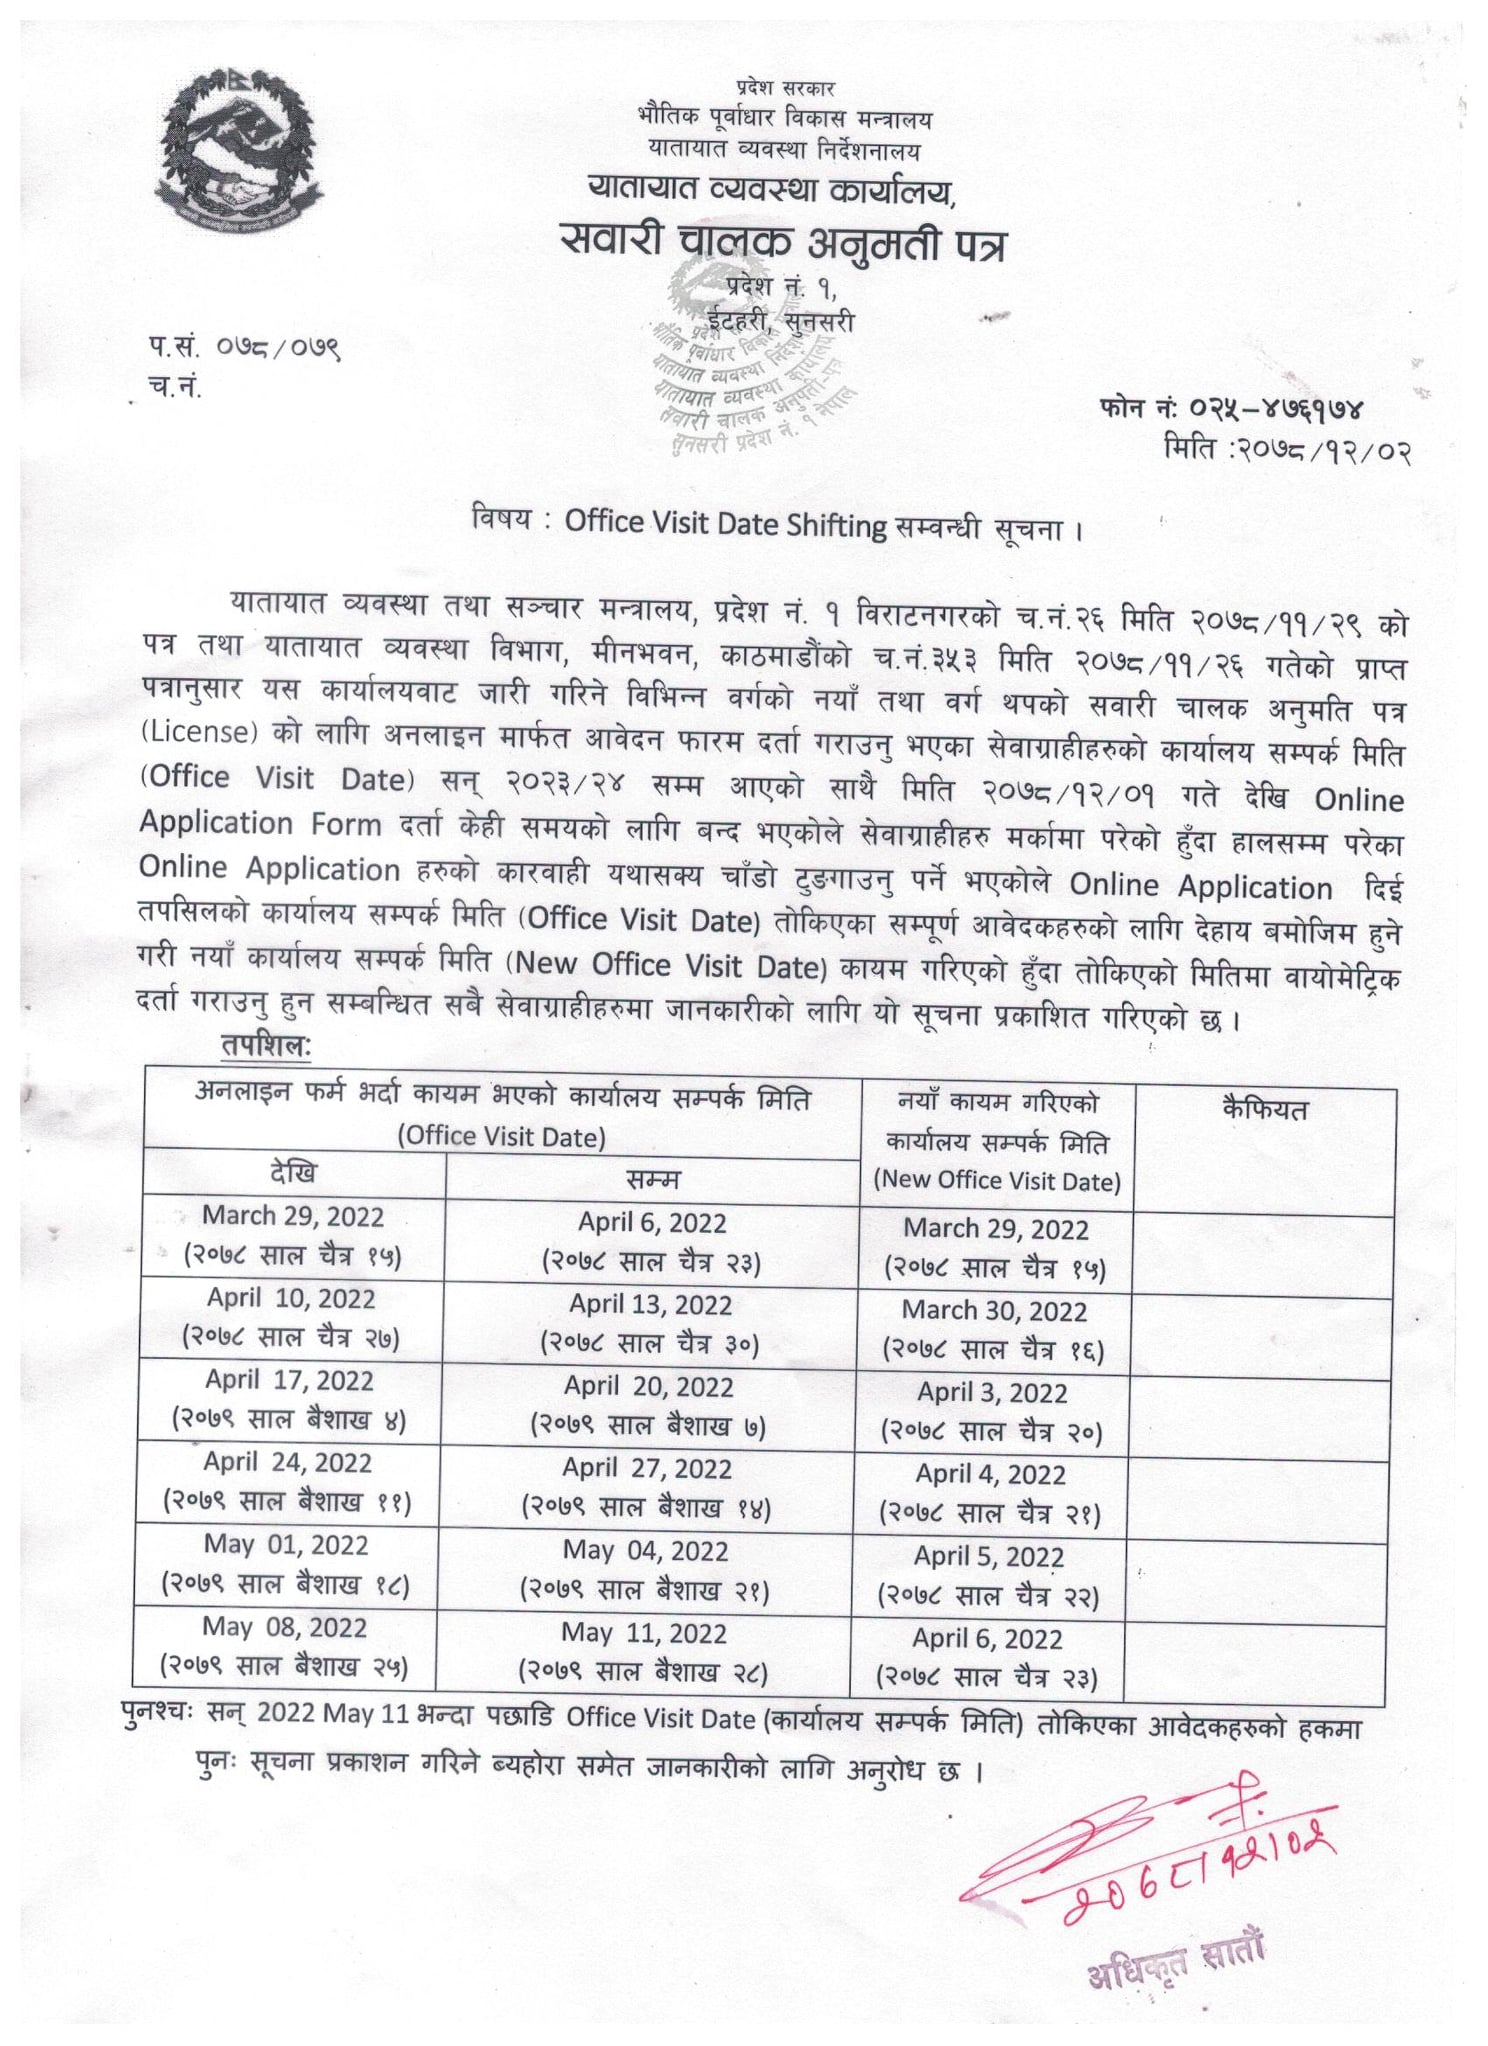 प्रदेश सरकार
भौतिक पूर्वाधार विकास मन्त्रालय
यातायात व्यवस्था निर्देशनालय
यातायात व्यवस्था कार्यालय,
सवारी चालक अनुमती पत्र
प्रदेश नं. १,
ईटहरी, सुनसरी
प.सं. ०७८/०७९
च.नं.
भौतिक पूर्वाधार विकास
यातायात व्यवस्था
यातायात व्यवस्था कार्यालय
सवारी चालक अनुमती-पत्र
सुनसरी प्रदेश नं. १ नेपाल
फोन नं: ०२५-४७६१७४
मिति :२०७८/१२/०२
विषय : Office Visit Date Shifting सम्वन्धी सूचना ।
यातायात व्यवस्था तथा सञ्चार मन्त्रालय, प्रदेश नं. १ विराटनगरको च.नं.२६ मिति २०७८/११/२९ को
पत्र तथा यातायात व्यवस्था विभाग, मीनभवन, काठमाडौंको च.नं.३५३ मिति २०७८/११/२६ गतेको प्राप्त
पत्रानुसार यस कार्यालयवाट जारी गरिने विभिन्न वर्गको नयाँ तथा वर्ग थपको सवारी चालक अनुमति पत्र
(License) को लागि अनलाइन मार्फत आवेदन फारम दर्ता गराउनु भएका सेवाग्राहीहरुको कार्यालय सम्पर्क मिति
(Office Visit Date) सन् २०२३/२४ सम्म आएको साथै मिति २०७८/१२/०१ गते देखि Online
Application Form दर्ता केही समयको लागि बन्द भएकोले सेवाग्राहीहरु मर्कामा परेको हुँदा हालसम्म परेका
Online Application हरुको कारवाही यथासक्य चाँडो टुङगाउनु पर्ने भएकोले Online Application दिई
तपसिलको कार्यालय सम्पर्क मिति (Office Visit Date) तोकिएका सम्पूर्ण आवेदकहरुको लागि देहाय बमोजिम हुने
गरी नयाँ कार्यालय सम्पर्क मिति (New Office Visit Date) कायम गरिएको हुँदा तोकिएको मितिमा वायोमेट्रिक
दर्ता गराउनु हुन सम्बन्धित सबै सेवाग्राहीहरुमा जानकारीको लागि यो सूचना प्रकाशित गरिएको छ ।
तपशिलः
अनलाइन फर्म भर्दा कायम भएको कार्यालय सम्पर्क मिति
(Office Visit Date)
नयाँ कायम गरिएको
कार्यालय सम्पर्क मिति
(New Office Visit Date)
कैफियत
देखि सम्म
March 29, 2022 April 6, 2022 March 29, 2022
(२०७८ साल चैत्र १५) (२०७८ साल चैत्र २३) (२०७८ साल चैत्र १५)
April 10, 2022 April 13, 2022 March 30, 2022
(२०७८ साल चैत्र २७) (२०७८ साल चैत्र ३०) (२०७८ साल चैत्र १६)
April 17, 2022 April 20, 2022 April 3, 2022
(२०७९ साल बैशाख ४) (२०७९ साल बैशाख ७) (२०७८ साल चैत्र २०)
April 24, 2022 April 27, 2022 April 4, 2022
(२०७९ साल बैशाख ११) (२०७९ साल बैशाख १४) (२०७८ साल चैत्र २१)
May 01, 2022 May 04, 2022 April 5, 2022
(२०७९ साल बैशाख १८) (२०७९ साल बैशाख २१) (२०७८ साल चैत्र २२)
May 08, 2022 May 11, 2022 April 6, 2022
(२०७९ साल बैशाख २५) (२०७९ साल बैशाख २८) (२०७८ साल चैत्र २३)
पुनश्चः सन् 2022 May 11 भन्दा पछाडि Office Visit Date (कार्यालय सम्पर्क मिति) तोकिएका आवेदकहरुको हकमा
पुनः सूचना प्रकाशन गरिने ब्यहोरा समेत जानकारीको लागि अनुरोध छ ।
२०७८।१२।०२
अधिकृत सातौं